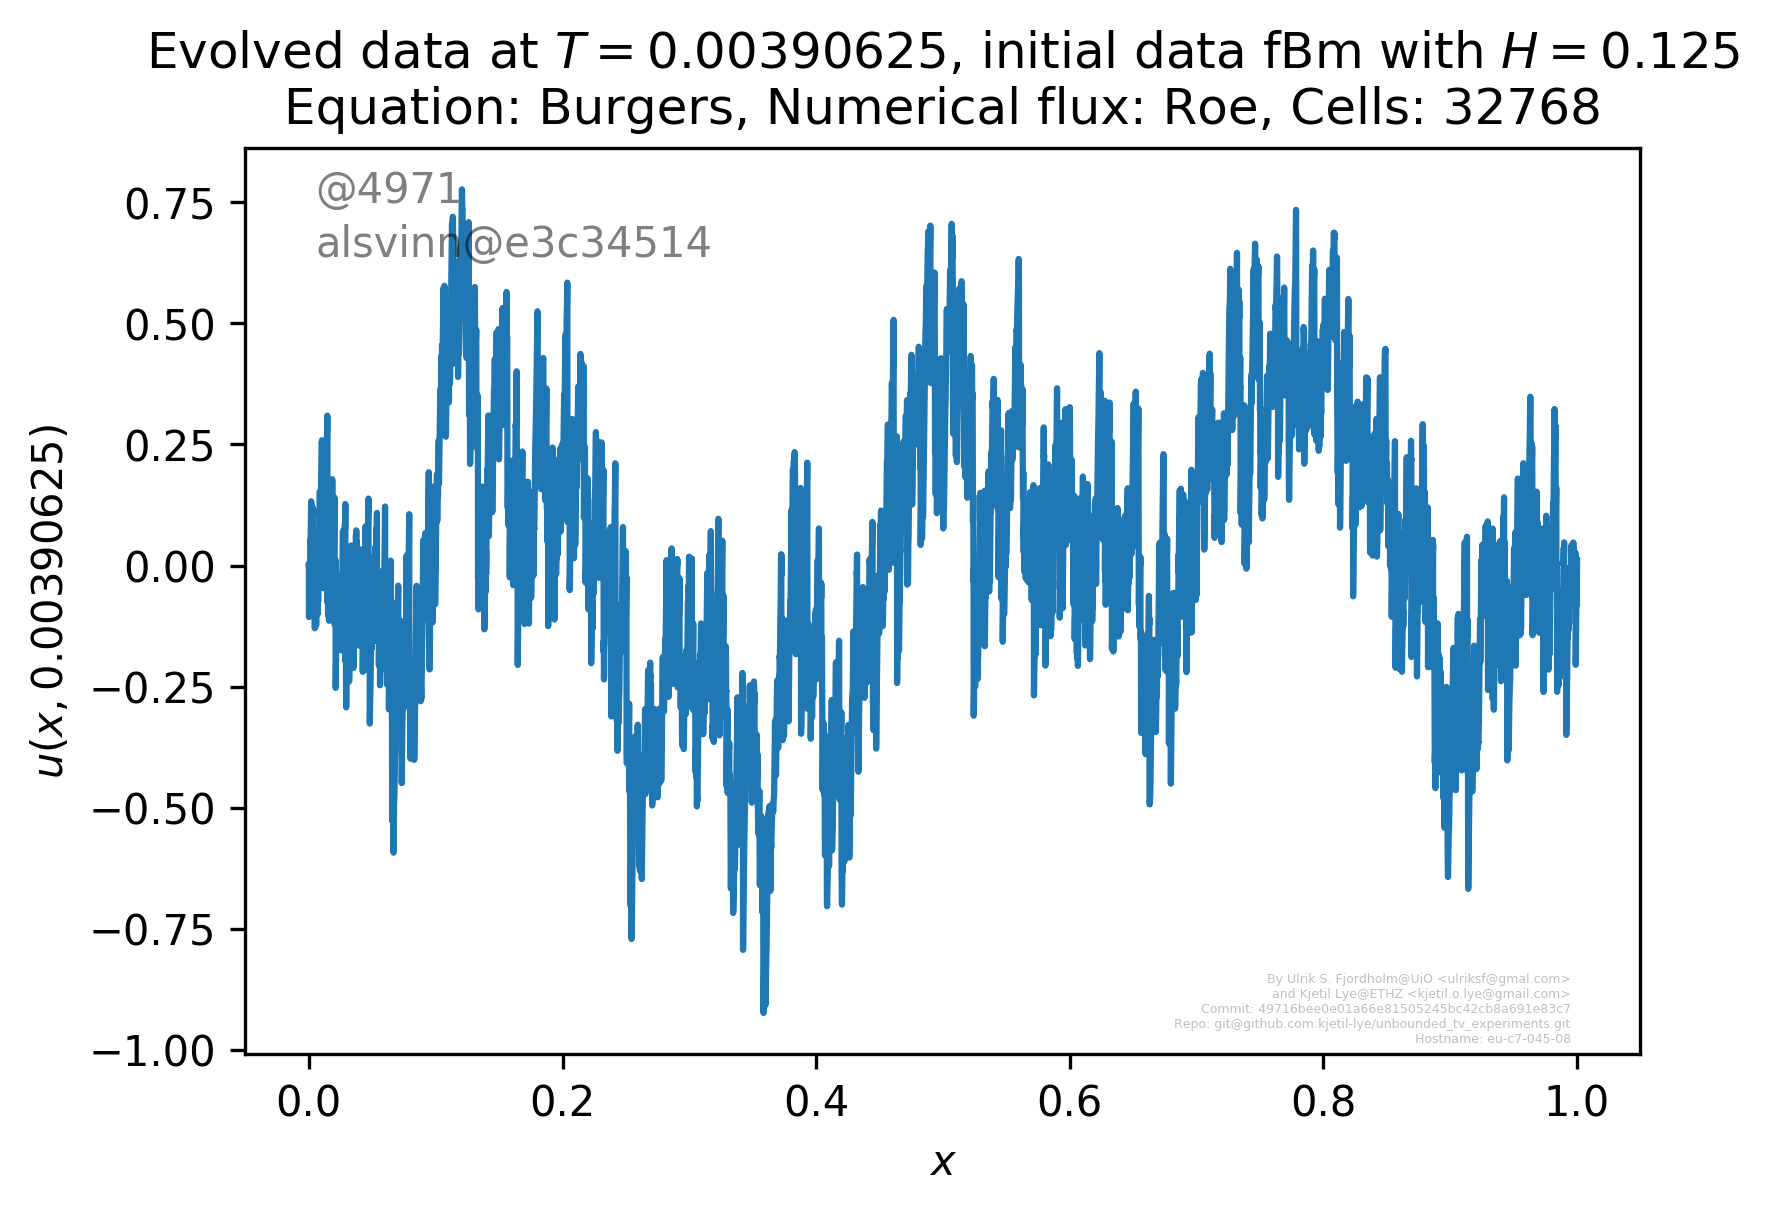 Evolved data at T = 0.00390625, initial data fBm with H = 0.125
Equation: Burgers, Numerical flux: Roe, Cells: 32768
@4971
alsvinn@e3c34514
0.75
0.50
0.25
0.00
−0.25
−0.50
−0.75
−1.00
u(x, 0.00390625)
By Ulrik S. Fjordholm@UiO <ulriksf@gmal.com>
and Kjetil Lye@ETHZ <kjetil.o.lye@gmail.com>
Commit: 49716bee0e01a66e81505245bc42cb8a691e83c7
Repo: git@github.com:kjetil-lye/unbounded_tv_experiments.git
Hostname: eu-c7-045-08
0.0 0.2 0.4 0.6 0.8 1.0
x